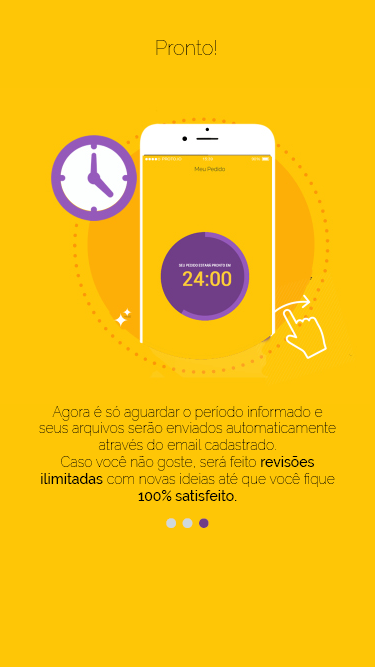 Pronto!
12:30
Meu Pedido
SEU PEDIDO ESTARÁ PRONTO EM
24:00
Agora é só aguardar o período informado e
seus arquivos serão enviados automaticamente
através do email cadastrado.
Caso você não goste, será feito revisões
ilimitadas com novas ideias até que você fique
100% satisfeito.